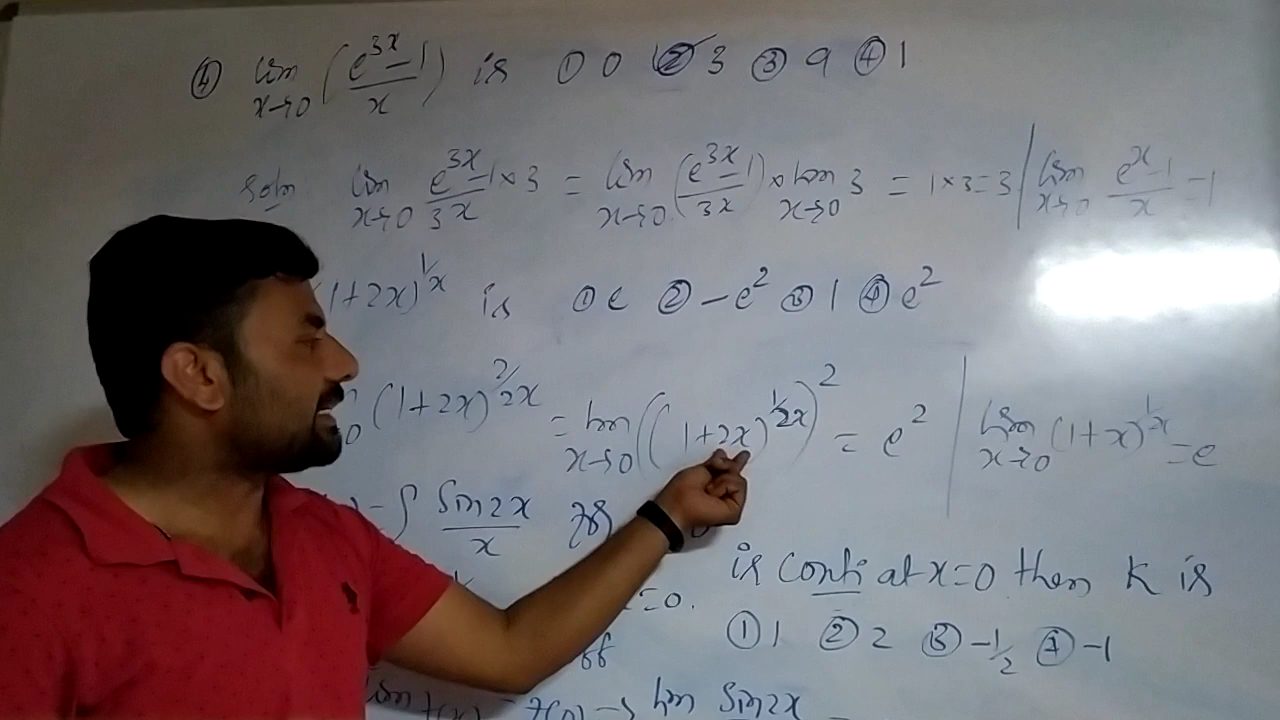 ④ lim x→0 (e^3x-1 / x) is ① 0 ② 3 ③ 9 ④ 1
Soln lim x→0 e^3x-1 / 3x × 3 = lim x→0 (e^3x-1 / 3x) × lim x→0 3 = 1×3=3 | lim x→0 e^x-1 / x = 1
(1+2x)^1/x is ① e ② -e^2 ③ 1 ④ e^2
0 (1+2x)^2/2x = lim x→0 ((1+2x)^1/2x)^2 = e^2 | lim x→0 (1+x)^1/x = e
Sin2x / x
is conti at x=0 then k is
=0.
① 1 ② 2 ③ -1/2 ④ -1
lim f(x) = f(0) → lim Sin2x =